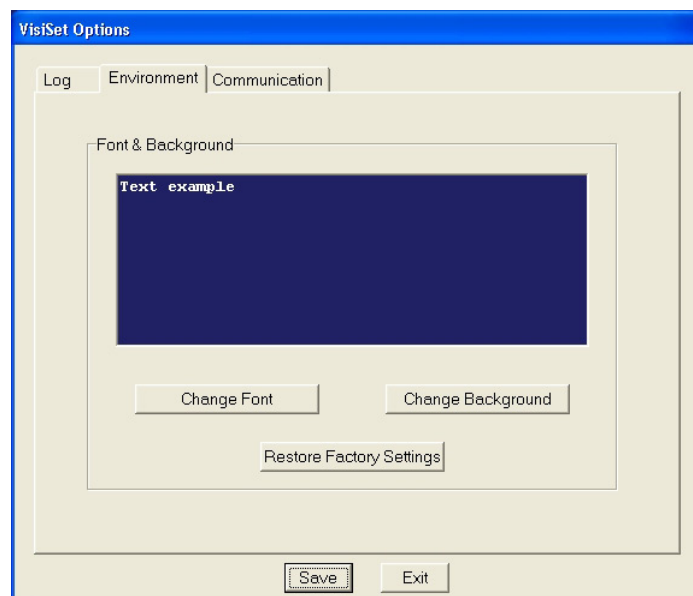 VisiSet Options
Log Environment Communication
Font & Background
Text example
Change Font Change Background
Restore Factory Settings
Save Exit